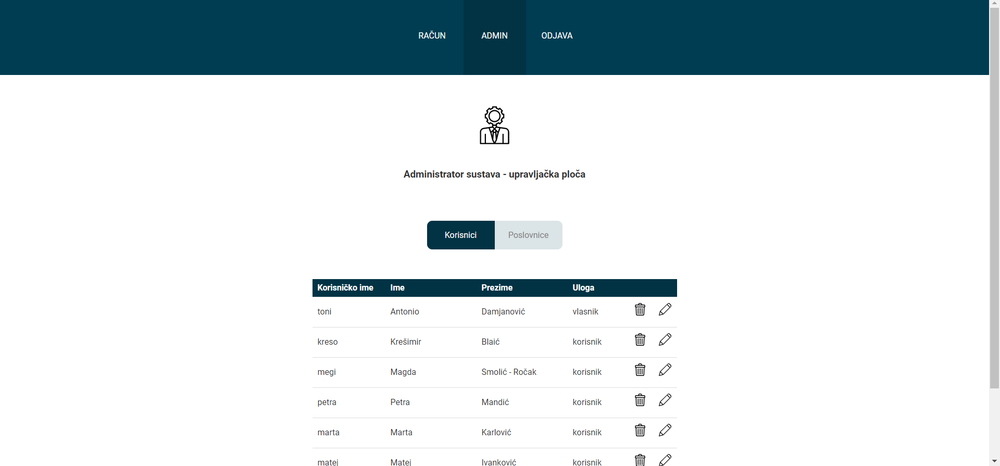 RAČUN ADMIN ODJAVA
Administrator sustava - upravljačka ploča
Korisnici Poslovnice
Korisničko ime Ime Prezime Uloga
toni Antonio Damjanović vlasnik
kreso Krešimir Blaić korisnik
megi Magda Smolić - Ročak korisnik
petra Petra Mandić korisnik
marta Marta Karlović korisnik
matej Matej Ivanković korisnik